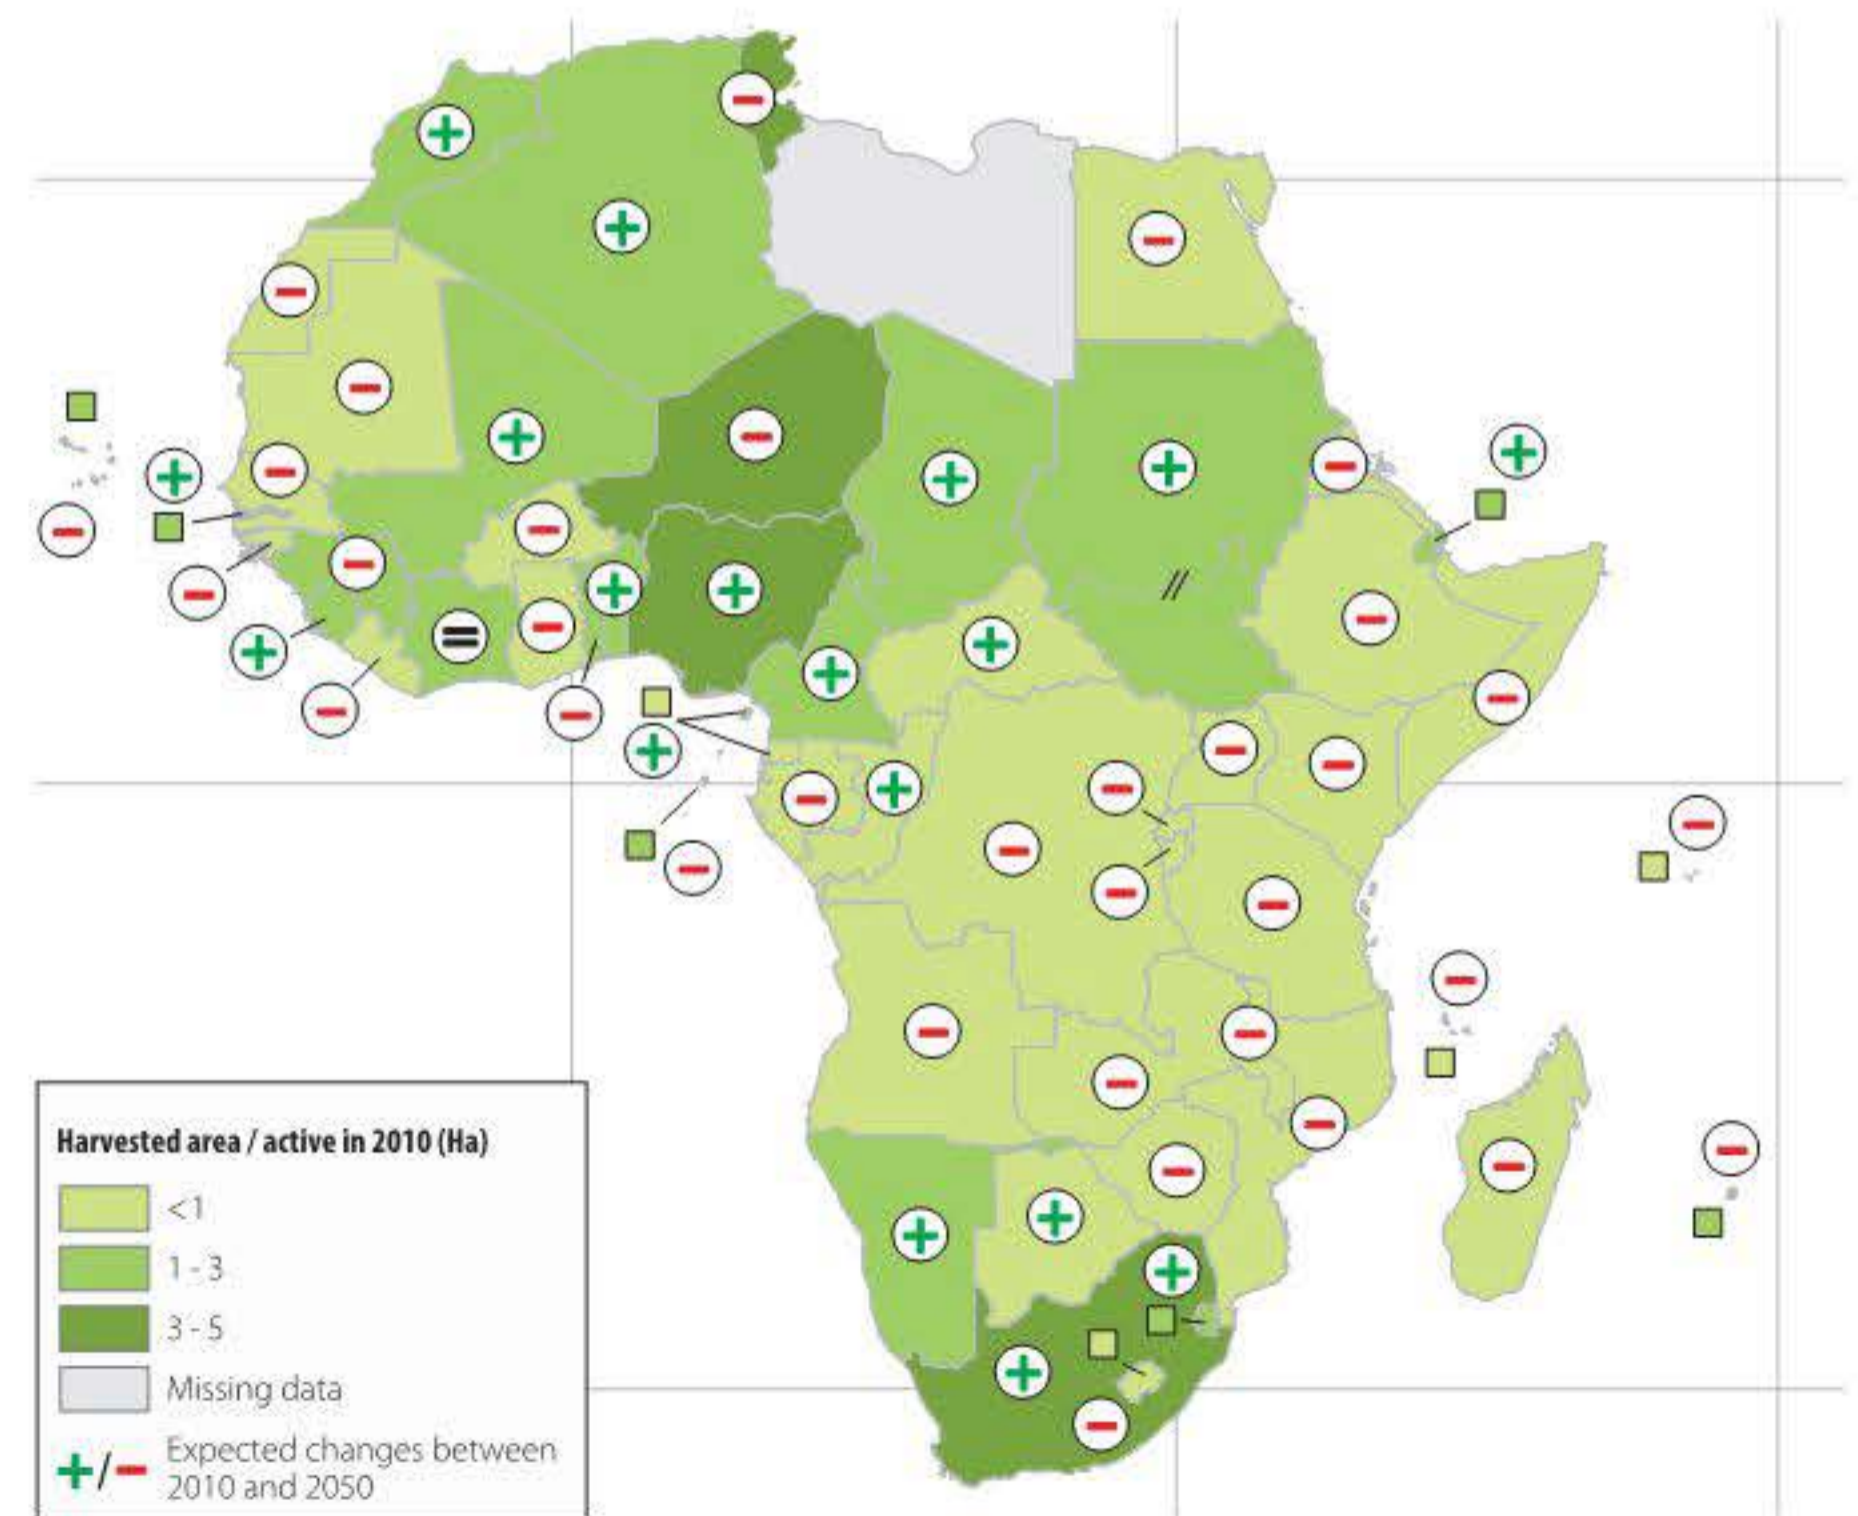 Harvested area / active in 2010 (Ha)
<1
1 - 3
3 - 5
Missing data
+/- Expected changes between
2010 and 2050